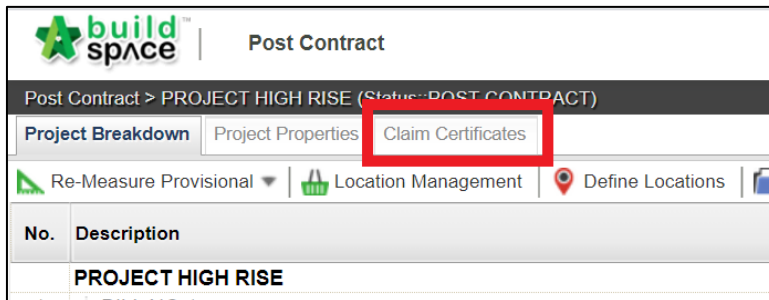 build
space™
Post Contract
Post Contract > PROJECT HIGH RISE (Status::POST CONTRACT)
Project Breakdown Project Properties Claim Certificates
Re-Measure Provisional Location Management Define Locations
No. Description
PROJECT HIGH RISE